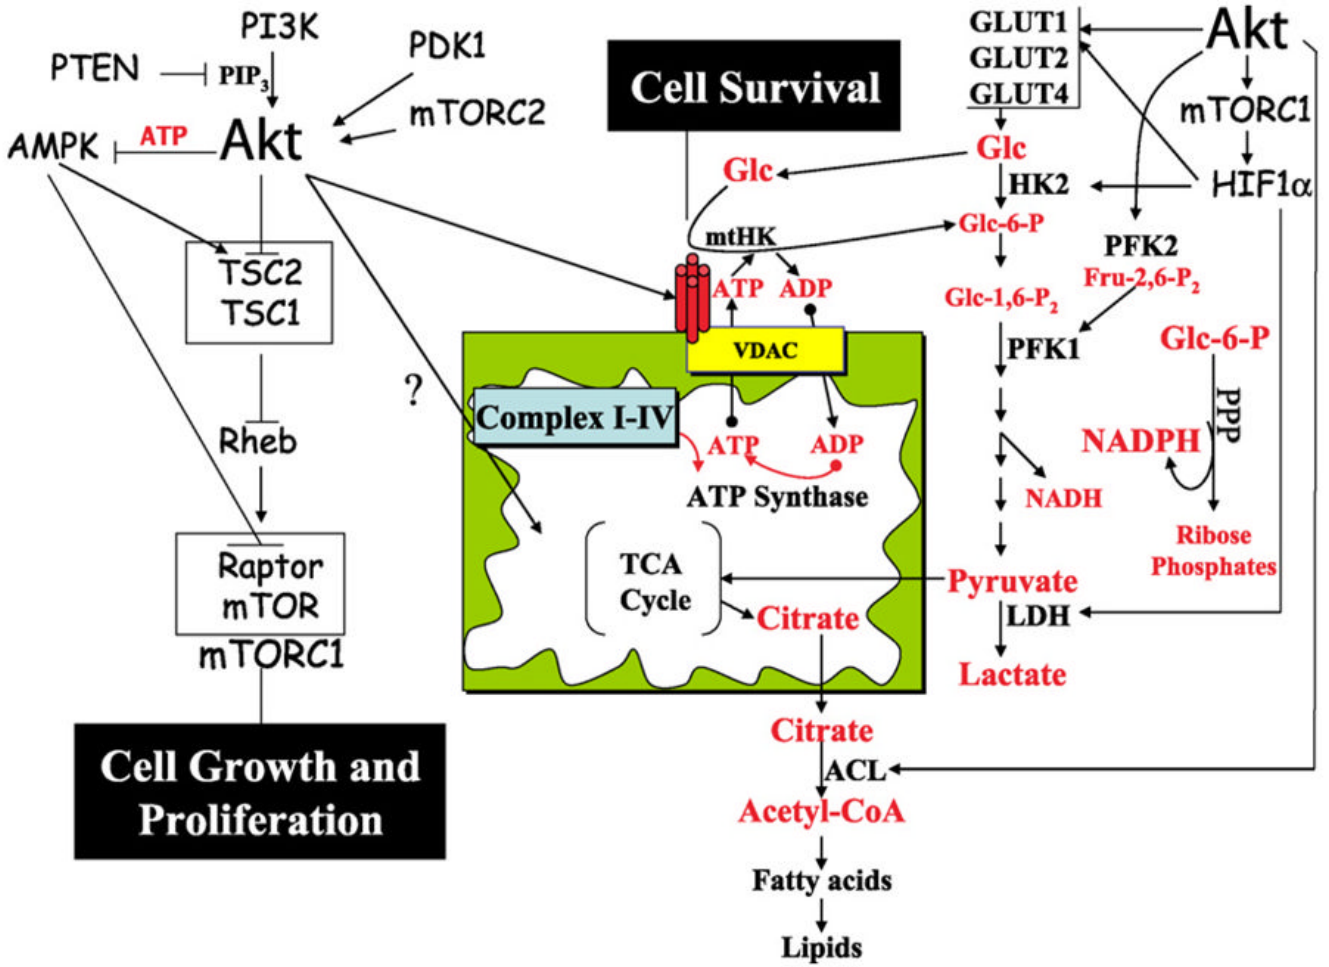 PI3K
PTEN
PIP3
PDK1
mTORC2
AMPK
ATP
Akt
TSC2
TSC1
Rheb
Raptor
mTOR
mTORC1
Cell Growth and
Proliferation
?
Cell Survival
Glc
mtHK
ATP
ADP
VDAC
Complex I-IV
ATP
ADP
ATP Synthase
TCA
Cycle
Citrate
Citrate
ACL
Acetyl-CoA
Fatty acids
Lipids
GLUT1
GLUT2
GLUT4
Glc
HK2
Glc-6-P
Glc-1,6-P2
PFK1
NADH
Pyruvate
LDH
Lactate
Akt
mTORC1
HIF1α
PFK2
Fru-2,6-P2
Glc-6-P
PPP
NADPH
Ribose
Phosphates